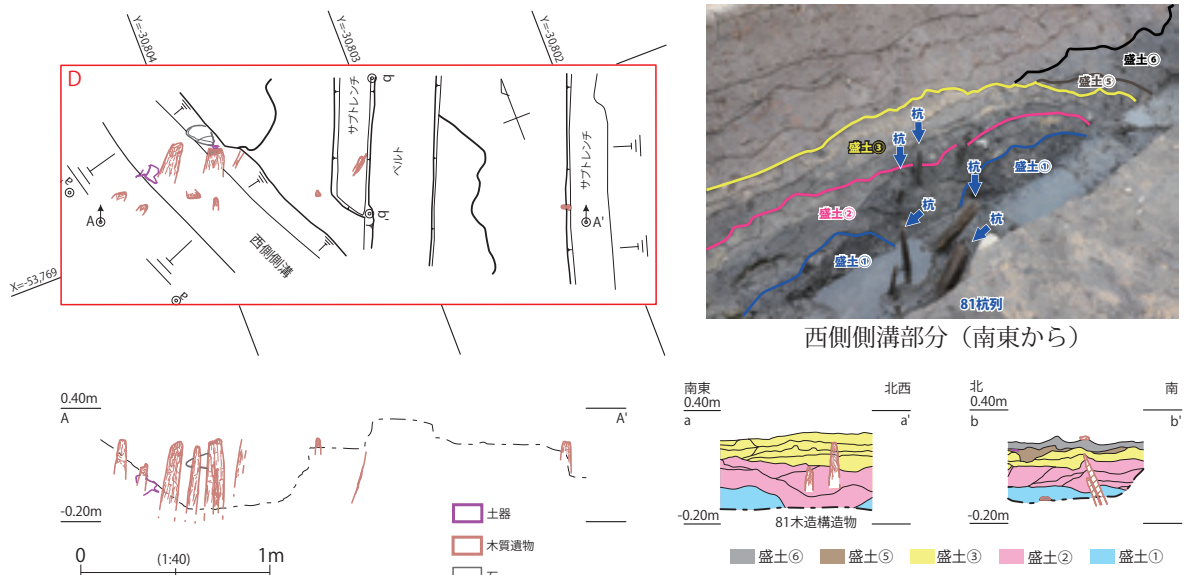 Y=-30,804
Y=-30,803
Y=-30,802
D
サブトレンチ
b
ベルト
サブトレンチ
a
A
A'
b'
西側側溝
a'
X=-53,769
盛土⑥
盛土⑤
杭
杭
盛土③
盛土①
杭
盛土②
杭
杭
盛土①
81杭列
西側側溝部分（南東から）
0.40m
A
A'
-0.20m
0
(1:40)
1m
土器
木質遺物
石
南東
北西
0.40m
a
a'
-0.20m
81木造構造物
北
南
0.40m
b
b'
-0.20m
盛土⑥
盛土⑤
盛土③
盛土②
盛土①